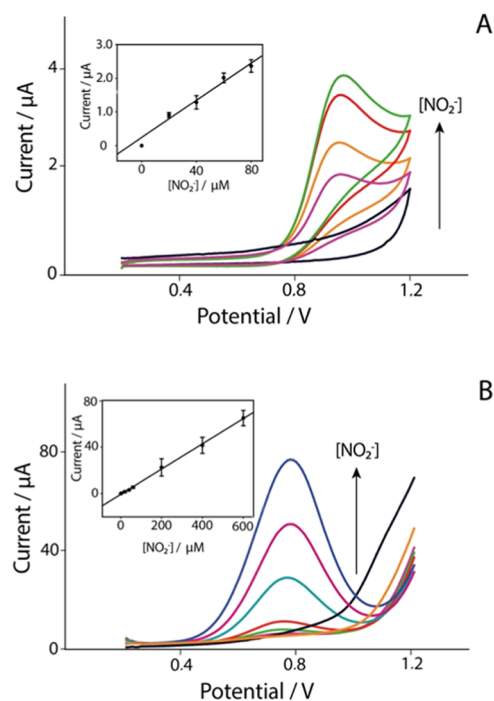 A
Current / μA
4
2
0
0.4 0.8 1.2
Potential / V
[NO₂⁻]
Current / μA
3.0
2.0
1.0
0
0 40 80
[NO₂⁻] / μM
B
Current / μA
80
40
0
0.4 0.8 1.2
Potential / V
[NO₂⁻]
Current / μA
80
40
0
0 200 400 600
[NO₂⁻] / μM